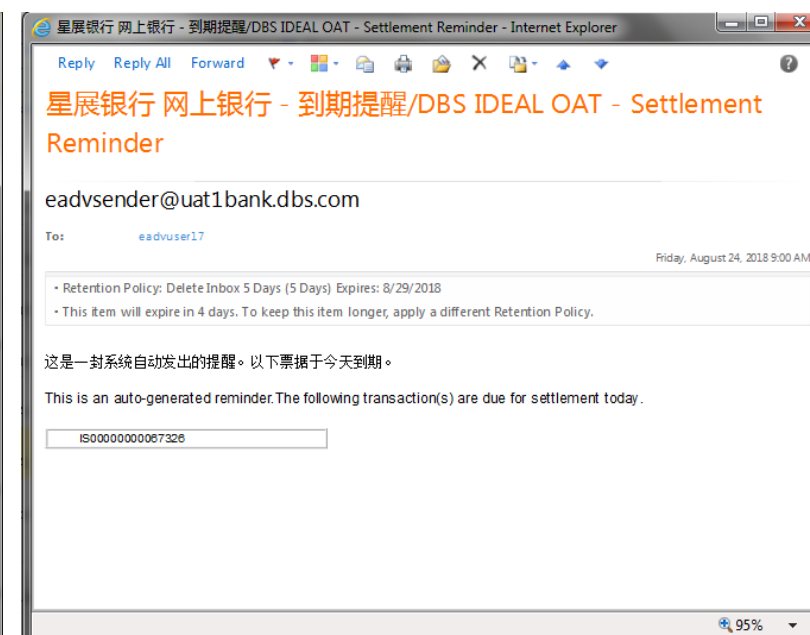 星展银行 网上银行 - 到期提醒/DBS IDEAL OAT - Settlement Reminder - Internet Explorer
Reply Reply All Forward
星展银行 网上银行 - 到期提醒/DBS IDEAL OAT - Settlement
Reminder
eadvsender@uat1bank.dbs.com
To: eadvuser17
Friday, August 24, 2018 9:00 AM
• Retention Policy: Delete Inbox 5 Days (5 Days) Expires: 8/29/2018
• This item will expire in 4 days. To keep this item longer, apply a different Retention Policy.
这是一封系统自动发出的提醒。以下票据于今天到期。
This is an auto-generated reminder.The following transaction(s) are due for settlement today.
IS00000000067326
95%